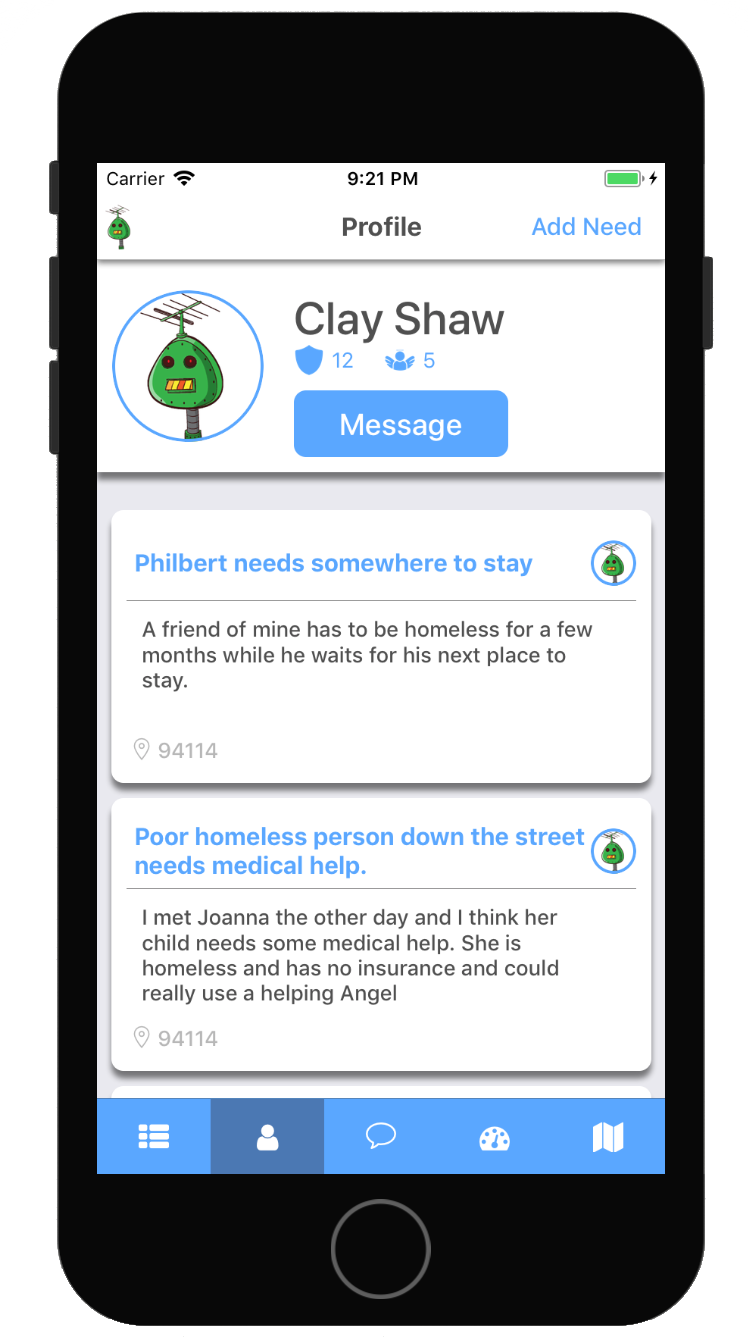 Carrier 9:21 PM
Profile Add Need
Clay Shaw
12 5
Message
Philbert needs somewhere to stay
A friend of mine has to be homeless for a few
months while he waits for his next place to
stay.
94114
Poor homeless person down the street
needs medical help.
I met Joanna the other day and I think her
child needs some medical help. She is
homeless and has no insurance and could
really use a helping Angel
94114